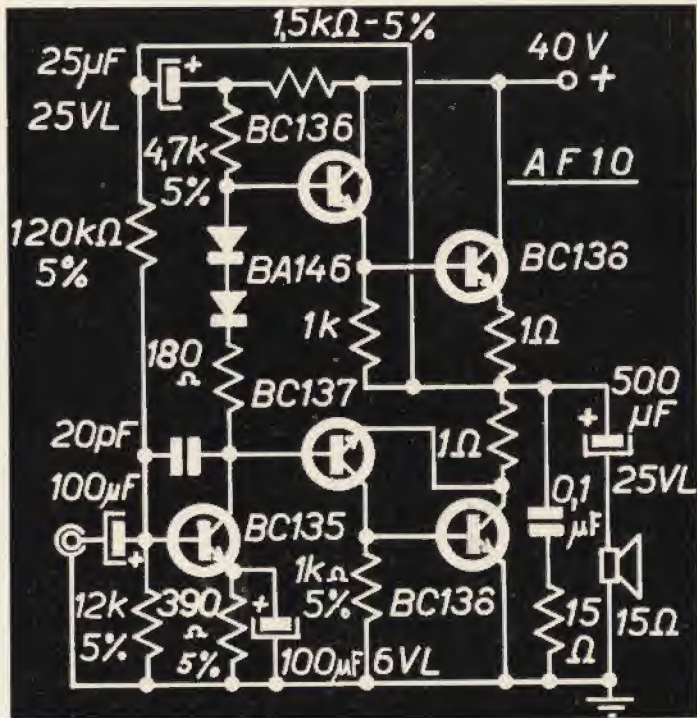 1,5kΩ-5%
25µF
25VL
40V
+
BC136
4,7k
5%
AF10
120kΩ
5%
BA146
BC136
1k
1Ω
180
Ω
BC137
500
µF
20pF
1Ω
25VL
100µF
0,1
µF
BC135
1kΩ
5%
12k
5%
390
Ω
5%
BC136
15
Ω
15Ω
100µF 6VL